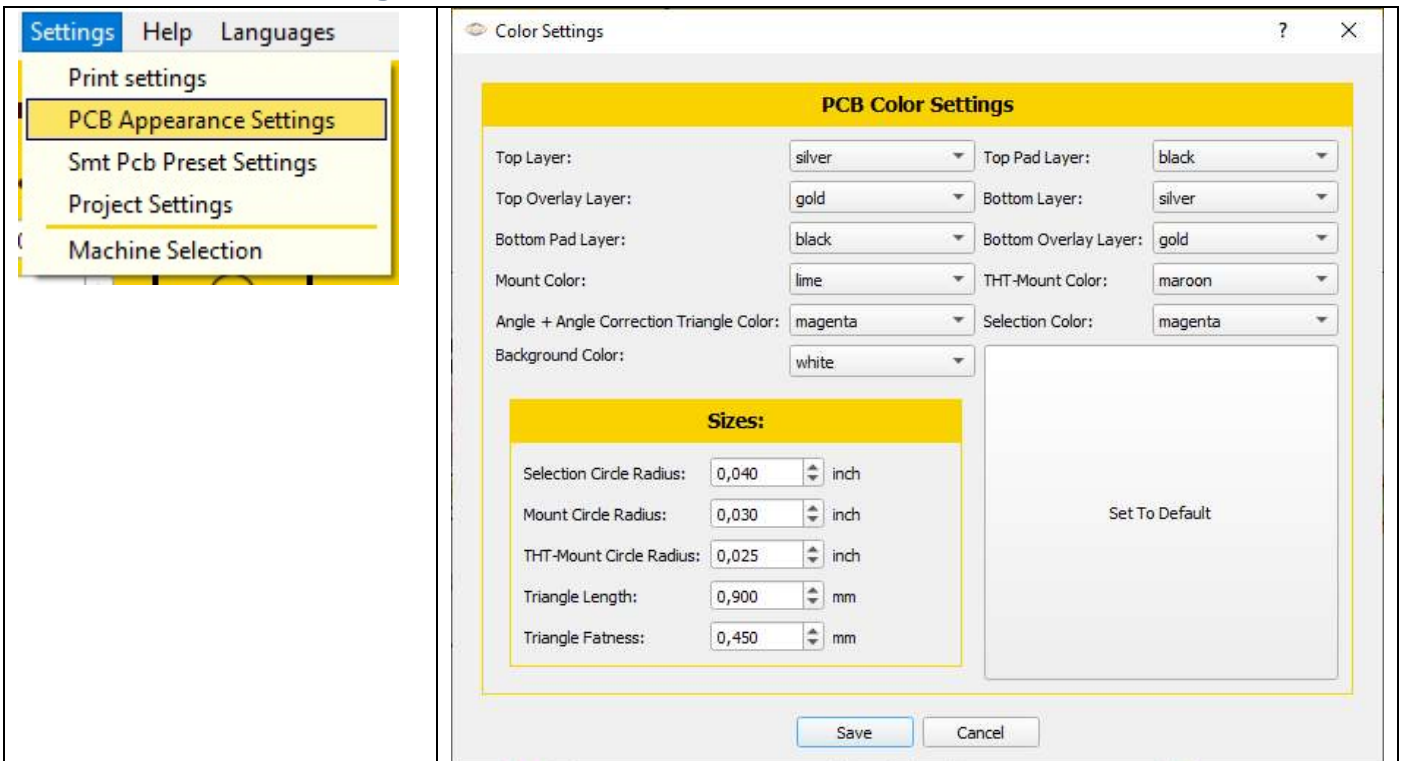 Settings Help Languages
Print settings
PCB Appearance Settings
Smt Pcb Preset Settings
Project Settings
Machine Selection
Color Settings ? X
PCB Color Settings
Top Layer: silver Top Pad Layer: black
Top Overlay Layer: gold Bottom Layer: silver
Bottom Pad Layer: black Bottom Overlay Layer: gold
Mount Color: lime THT-Mount Color: maroon
Angle + Angle Correction Triangle Color: magenta Selection Color: magenta
Background Color: white
Sizes:
Selection Circle Radius: 0,040 inch
Mount Circle Radius: 0,030 inch
THT-Mount Circle Radius: 0,025 inch
Triangle Length: 0,900 mm
Triangle Fatness: 0,450 mm
Set To Default
Save Cancel